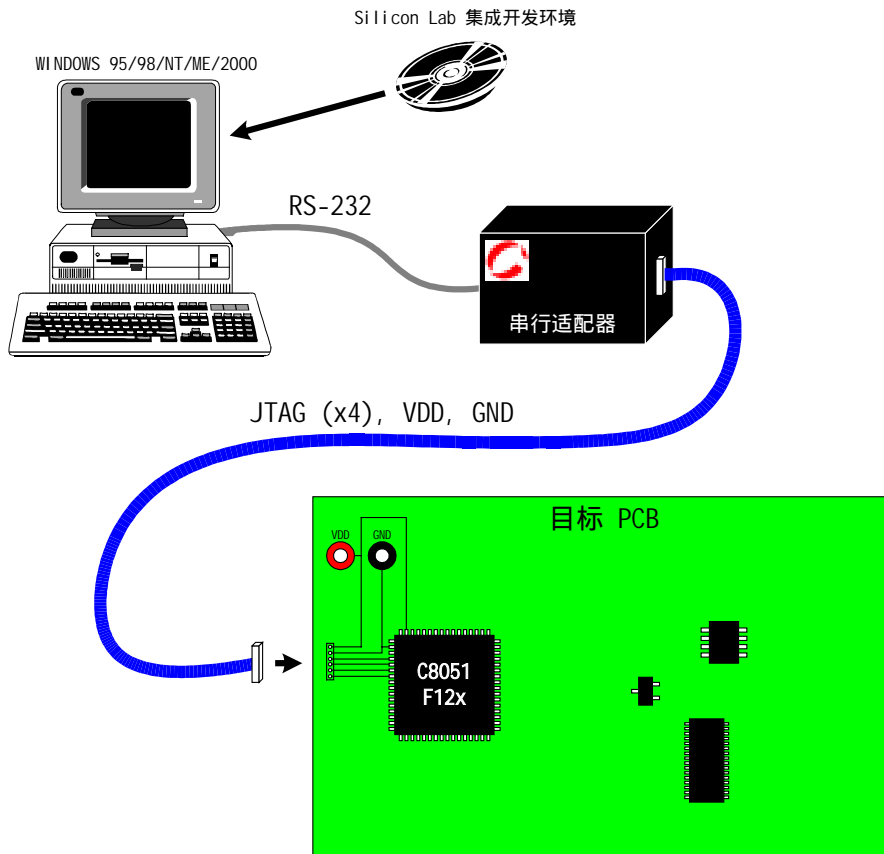 Silicon Lab 集成开发环境
WINDOWS 95/98/NT/ME/2000
RS-232
串行适配器
JTAG (x4), VDD, GND
目标 PCB
VDD
GND
C8051
F12x